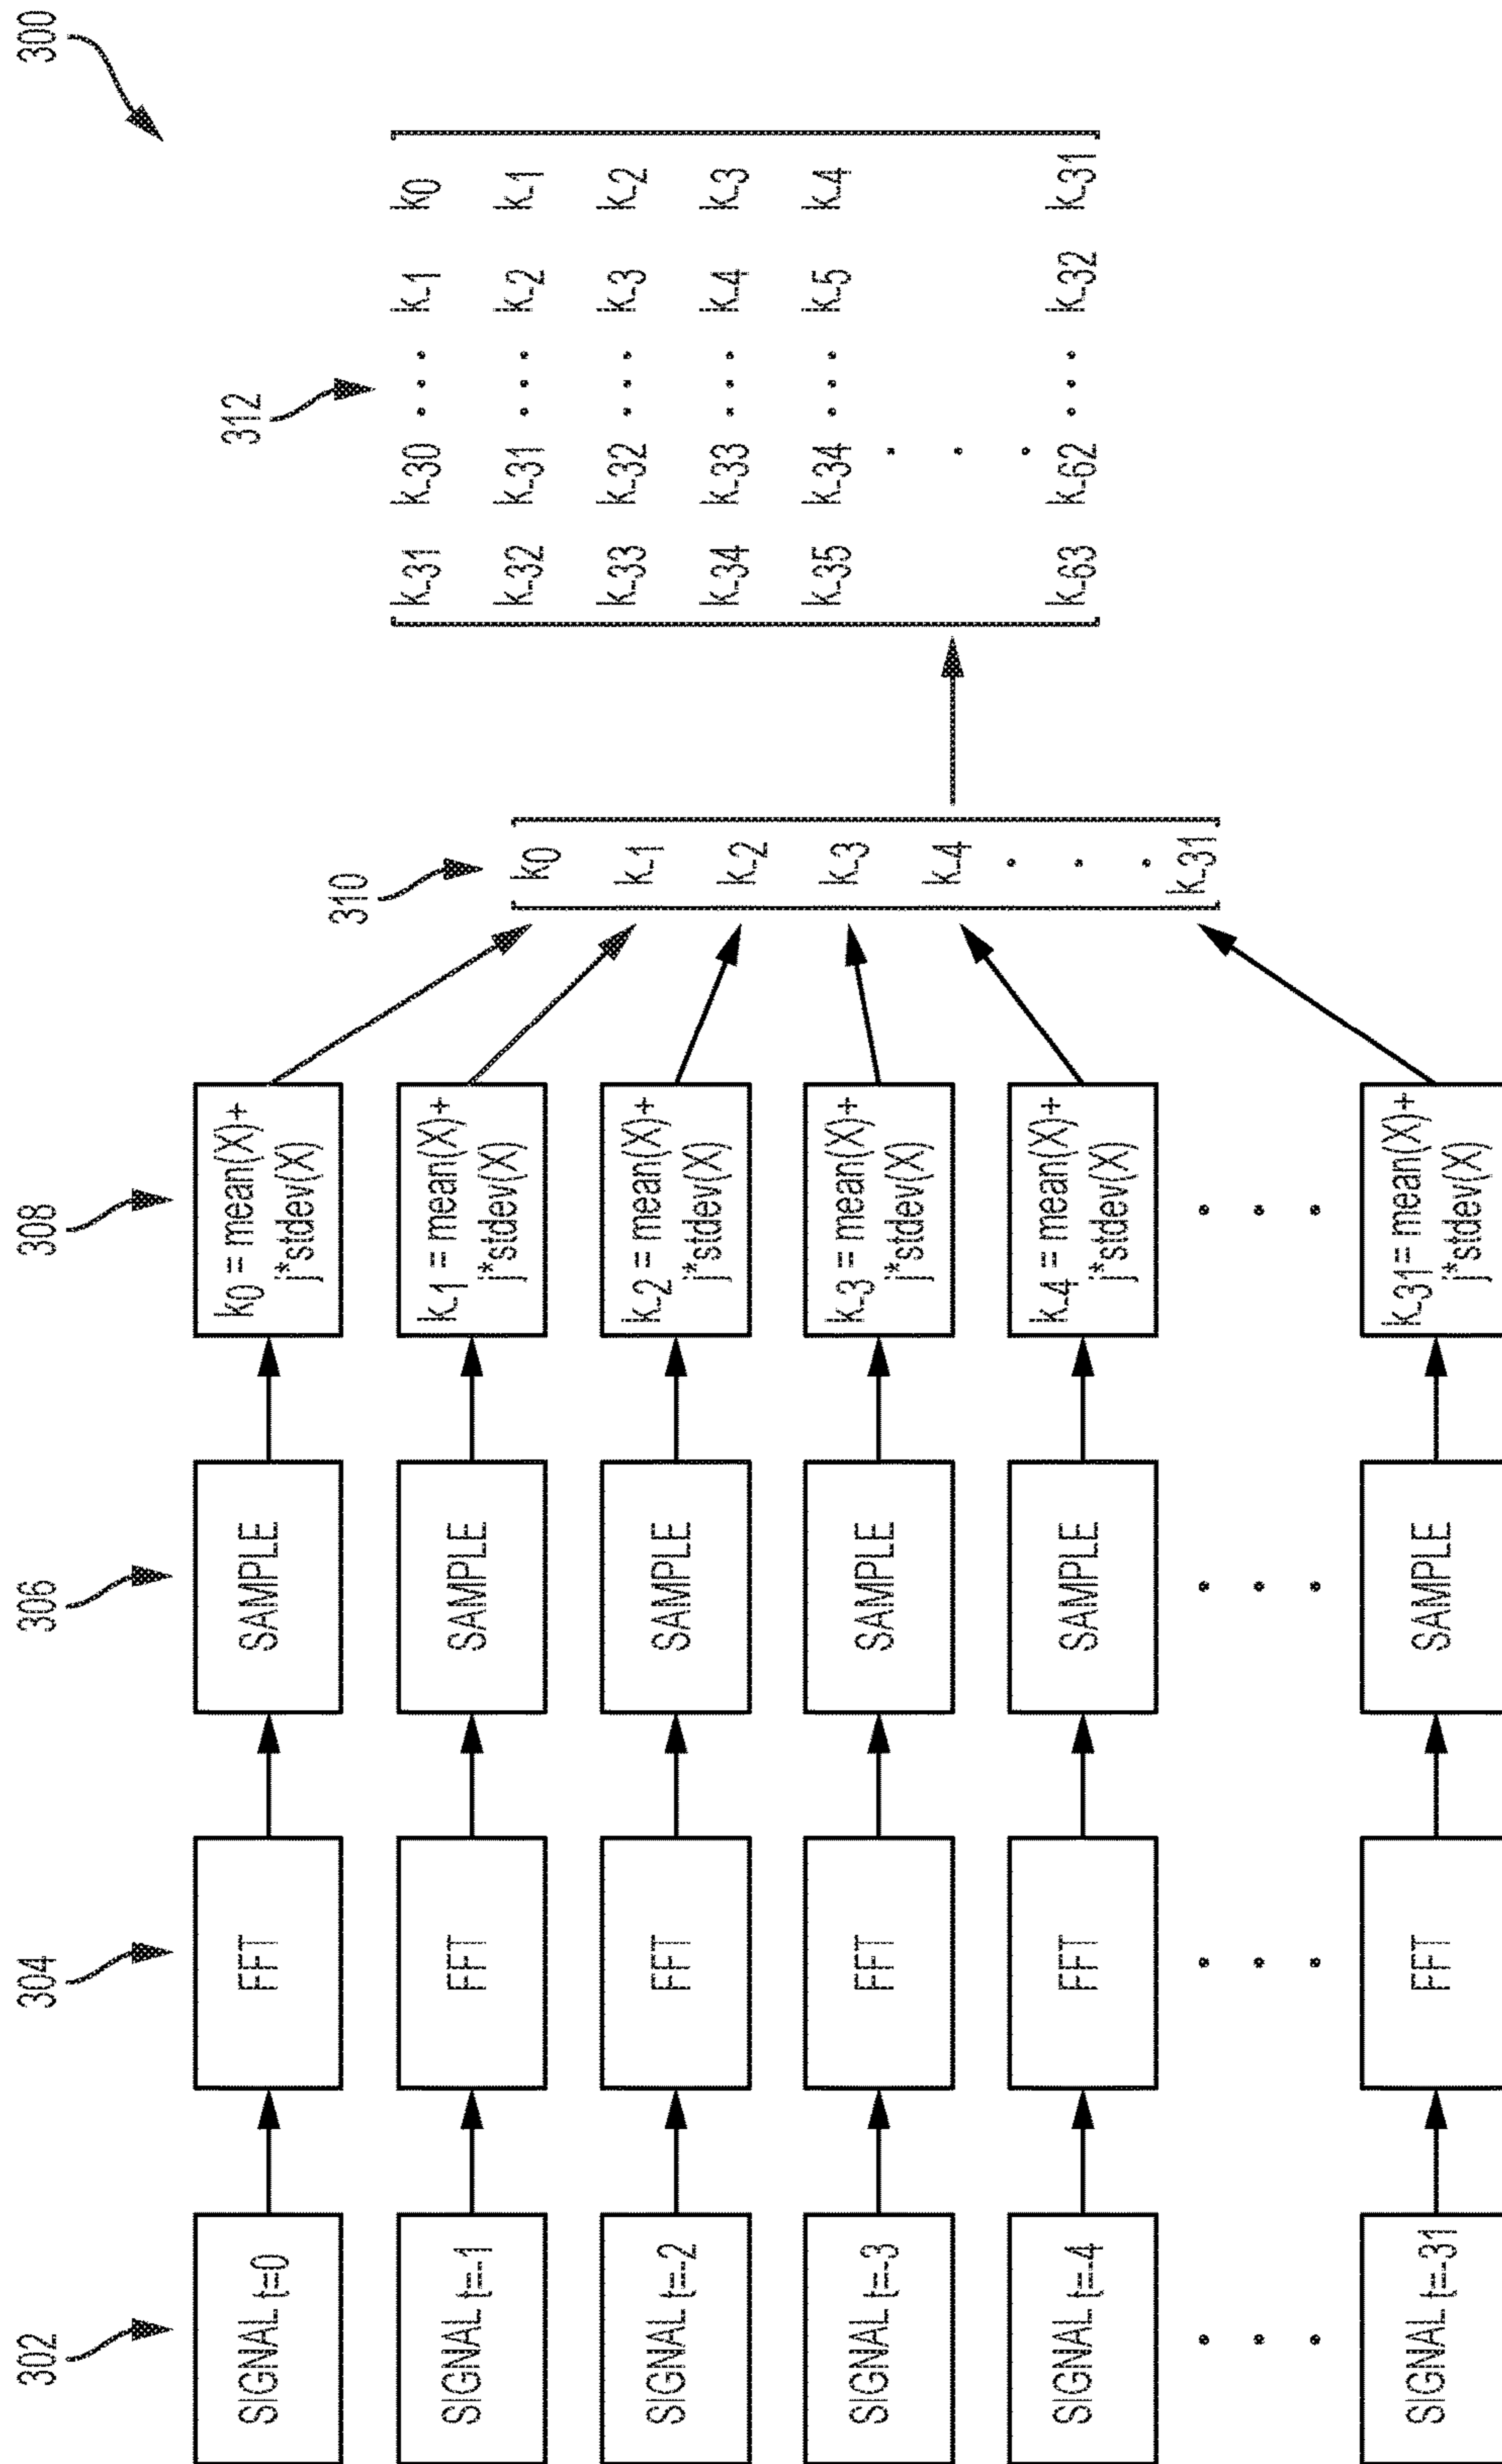 302
304
306
308
300
SIGNAL t=0
FFT
SAMPLE
k0 = mean(X)+
j*stdev(X)
SIGNAL t=-1
FFT
SAMPLE
k-1 = mean(X)+
j*stdev(X)
SIGNAL t=-2
FFT
SAMPLE
k-2 = mean(X)+
j*stdev(X)
SIGNAL t=-3
FFT
SAMPLE
k-3 = mean(X)+
j*stdev(X)
SIGNAL t=-4
FFT
SAMPLE
k-4 = mean(X)+
j*stdev(X)
SIGNAL t=-31
FFT
SAMPLE
k-31= mean(X)+
j*stdev(X)
310
k0
k-1
k-2
k-3
k-4
k-31
312
k-31 k-30 • • • k-1 k0
k-32 k-31 • • • k-2 k-1
k-33 k-32 • • • k-3 k-2
k-34 k-33 • • • k-4 k-3
k-35 k-34 • • • k-5 k-4
k-63 k-62 • • • k-32 k-31